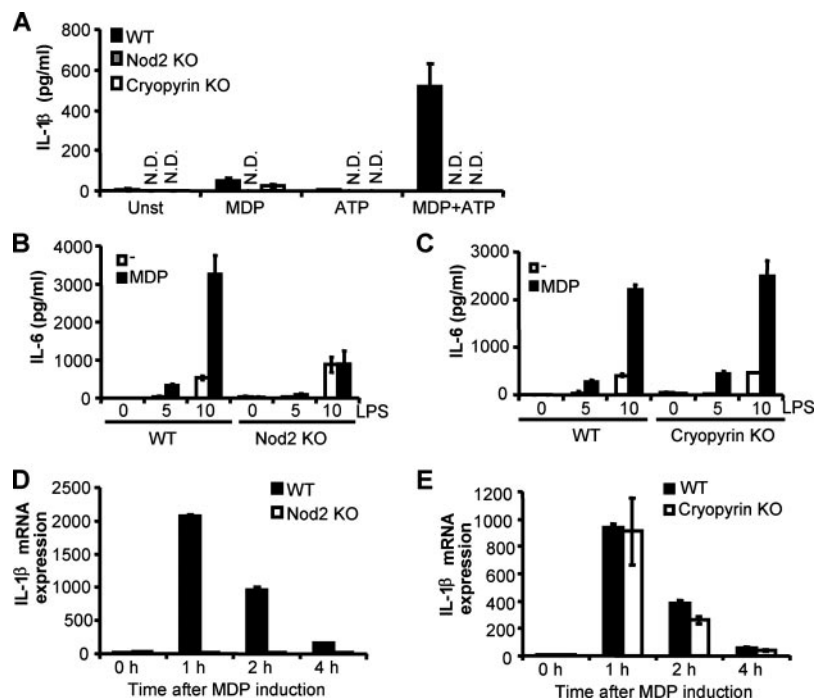 A
800
WT
Nod2 KO
Cryopyrin KO
600
400
200
0
IL-1β (pg/ml)
N.D. N.D. N.D. N.D. N.D. N.D. N.D.
Unst MDP ATP MDP+ATP
B
4000
3000
2000
1000
0
IL-6 (pg/ml)
-
MDP
0 5 10 0 5 10 LPS
WT Nod2 KO
C
3000
2000
1000
0
IL-6 (pg/ml)
-
MDP
0 5 10 0 5 10 LPS
WT Cryopyrin KO
D
2500
2000
1500
1000
500
0
IL-1β mRNA
expression
WT
Nod2 KO
0 h 1 h 2 h 4 h
Time after MDP induction
E
1200
1000
800
600
400
200
0
IL-1β mRNA
expression
WT
Cryopyrin KO
0 h 1 h 2 h 4 h
Time after MDP induction